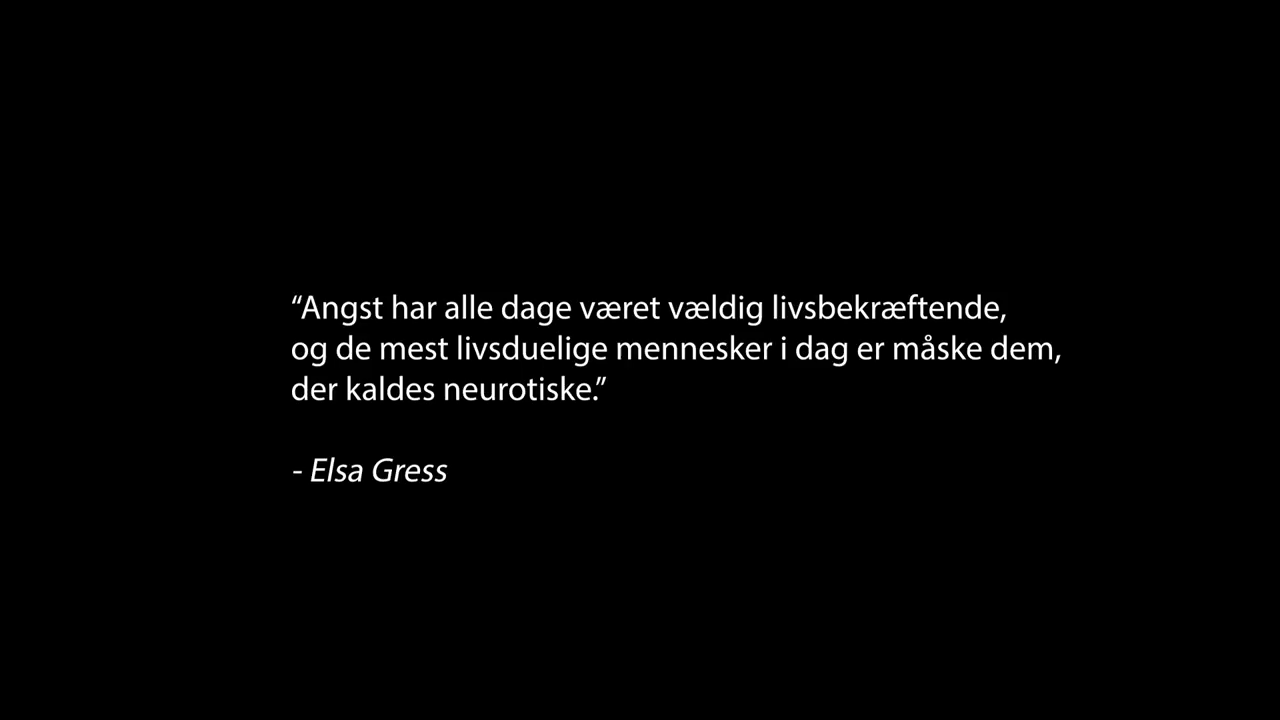 “Angst har alle dage været vældig livsbekræftende,
og de mest livsduelige mennesker i dag er måske dem,
der kaldes neurotiske.”
- Elsa Gress